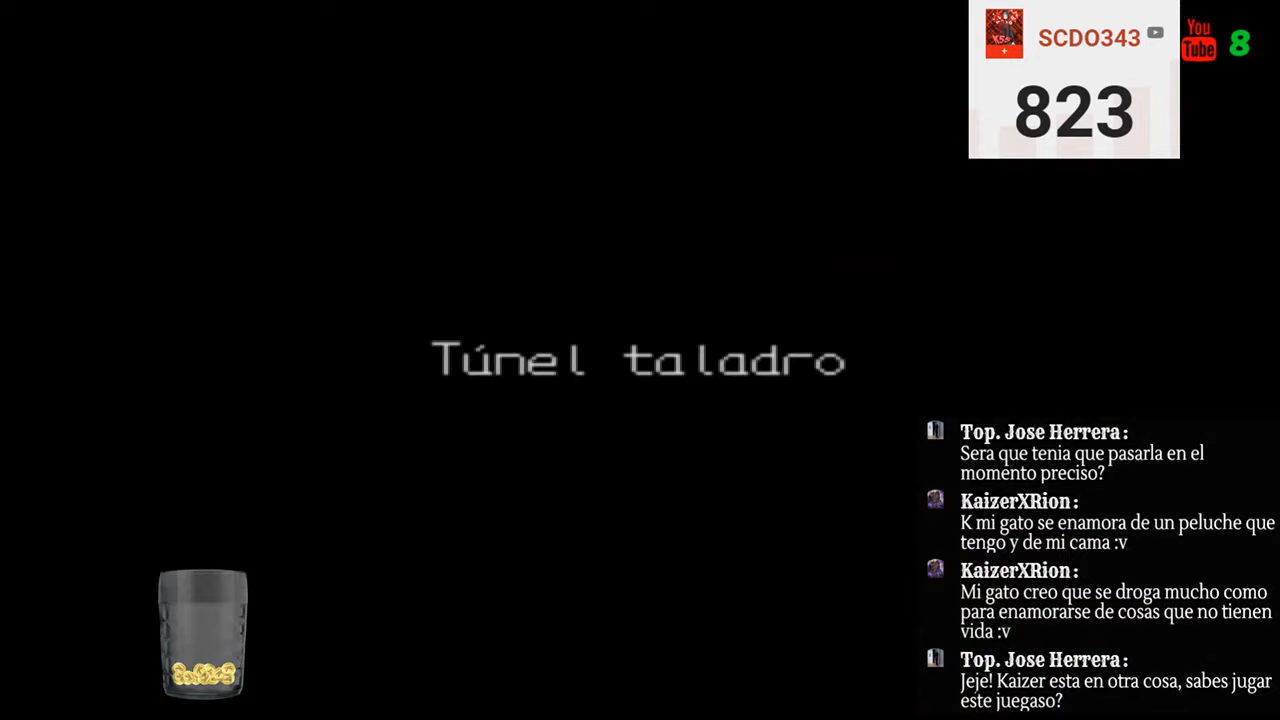 SCDO343
You
Tube
8
823
Túnel taladro
Top. Jose Herrera:
Sera que tenia que pasarla en el
momento preciso?
KaizerXRion:
K mi gato se enamora de un peluche que
tengo y de mi cama :v
KaizerXRion:
Mi gato creo que se droga mucho como
para enamorarse de cosas que no tienen
vida :v
Top. Jose Herrera:
Jeje! Kaizer esta en otra cosa, sabes jugar
este juegaso?